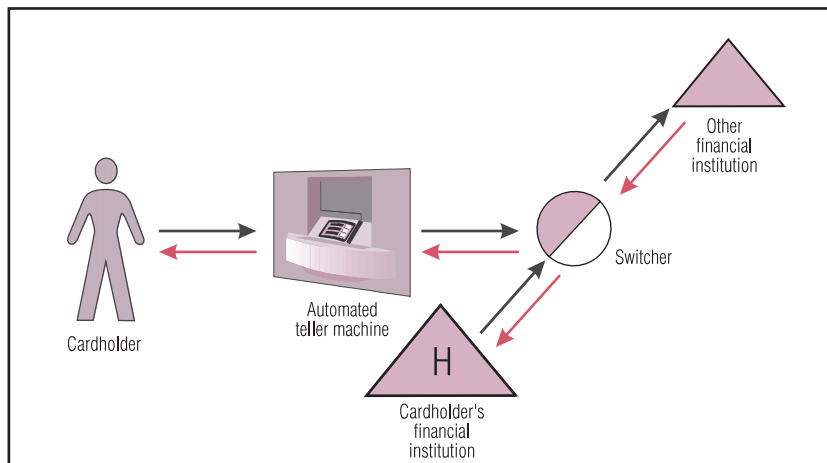 Other
financial
institution
Switcher
Automated
teller machine
Cardholder
H
Cardholder's
financial
institution